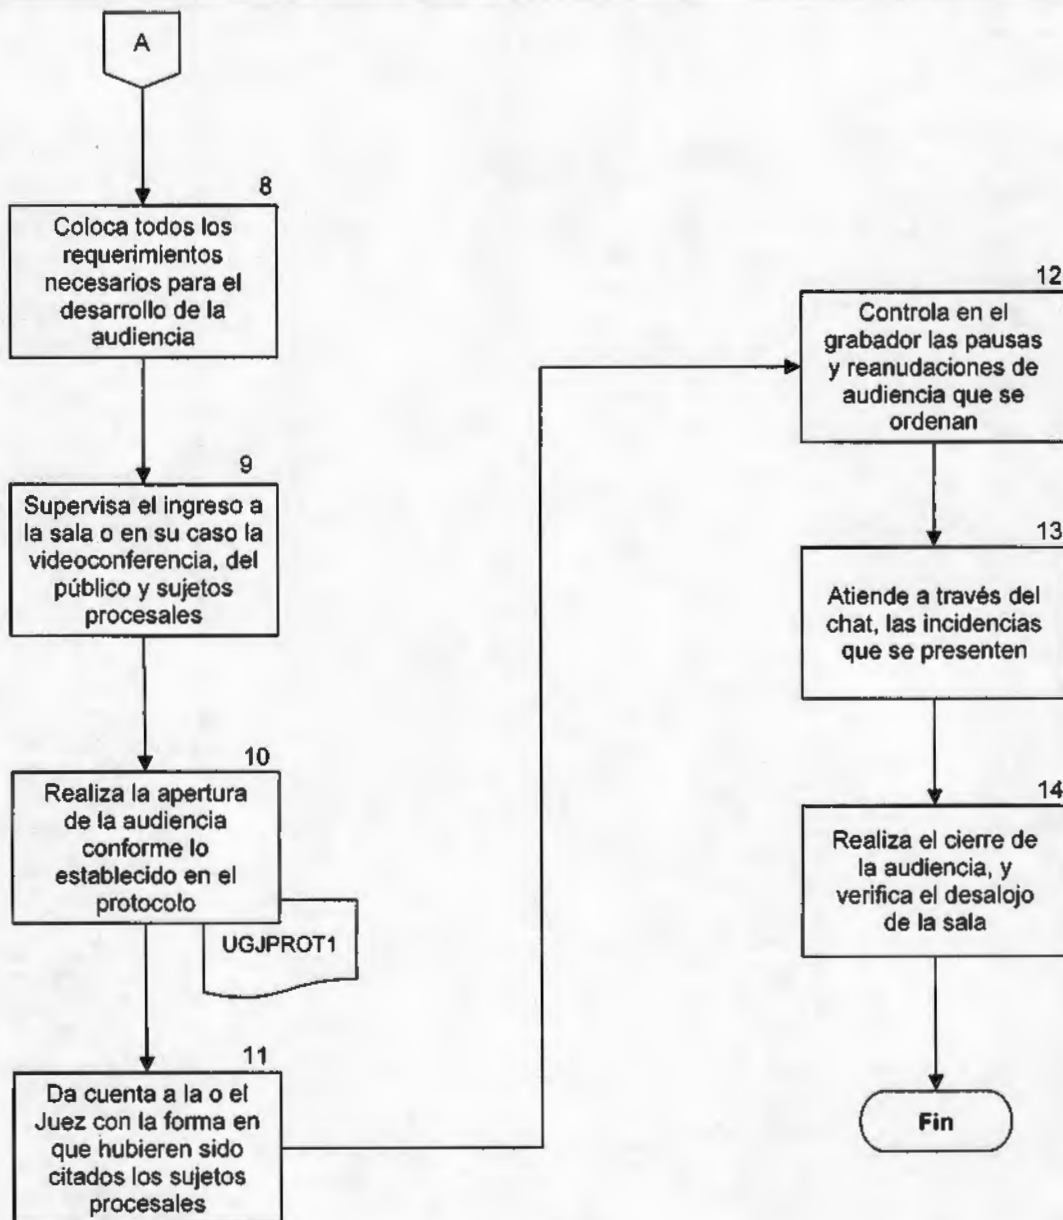 A
8
Coloca todos los
requerimientos
necesarios para el
desarrollo de la
audiencia
9
Supervisa el ingreso a
la sala o en su caso la
videoconferencia, del
público y sujetos
procesales
10
Realiza la apertura
de la audiencia
conforme lo
establecido en el
protocolo
UGJPROT1
11
Da cuenta a la o el
Juez con la forma en
que hubieren sido
citados los sujetos
procesales
12
Controla en el
grabador las pausas
y reanudaciones de
audiencia que se
ordenan
13
Atiende a través del
chat, las incidencias
que se presenten
14
Realiza el cierre de
la audiencia, y
verifica el desalojo
de la sala
Fin